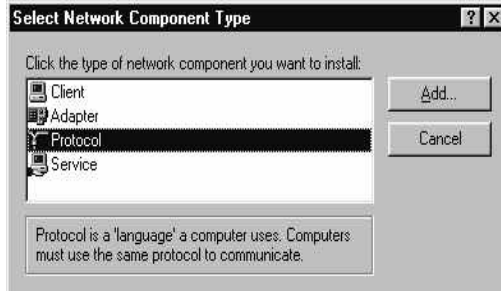 Select Network Component Type
Click the type of network component you want to install:
Client
Adapter
Protocol
Service
Add...
Cancel
Protocol is a 'language' a computer uses. Computers
must use the same protocol to communicate.